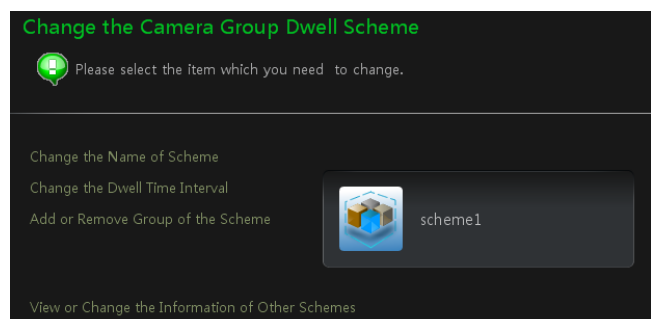 Change the Camera Group Dwell Scheme
Please select the item which you need to change.
Change the Name of Scheme
Change the Dwell Time Interval
Add or Remove Group of the Scheme
scheme1
View or Change the Information of Other Schemes